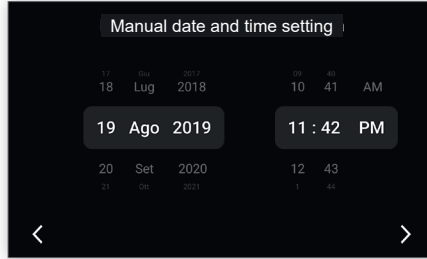 Manual date and time setting
17 Giu 2017 09 40
18 Lug 2018 10 41 AM
19 Ago 2019 11 : 42 PM
20 Set 2020 12 43
21 Ott 2021 1 44